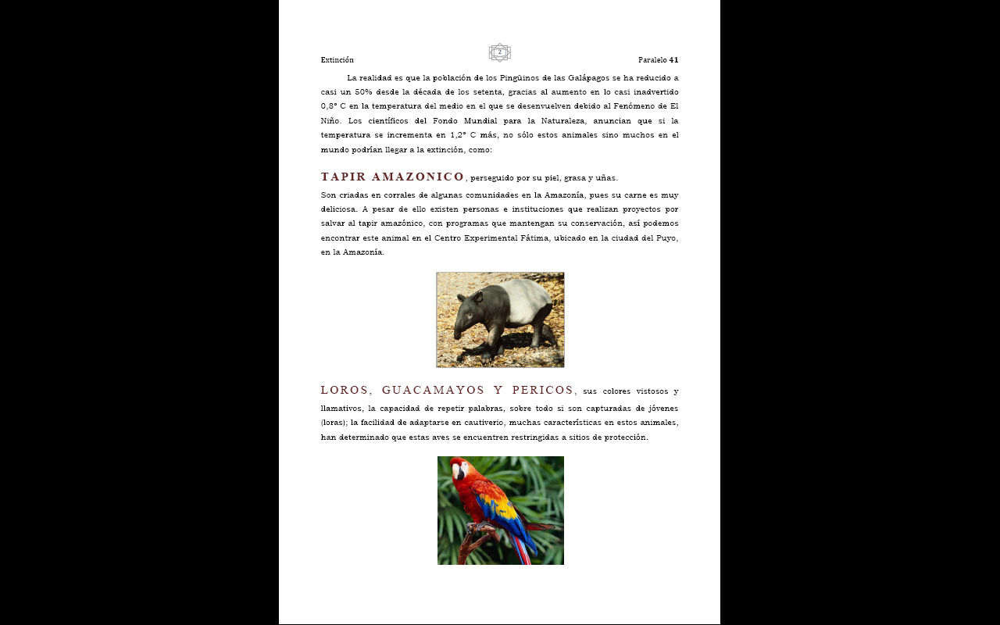 Extinción
2
Paralelo 41
La realidad es que la población de los Pingüinos de las Galápagos se ha reducido a
casi un 50% desde la década de los setenta, gracias al aumento en lo casi inadvertido
0,8° C en la temperatura del medio en el que se desenvuelven debido al Fenómeno de El
Niño. Los científicos del Fondo Mundial para la Naturaleza, anuncian que si la
temperatura se incrementa en 1,2° C más, no sólo estos animales sino muchos en el
mundo podrían llegar a la extinción, como:
TAPIR AMAZONICO, perseguido por su piel, grasa y uñas.
Son criadas en corrales de algunas comunidades en la Amazonía, pues su carne es muy
deliciosa. A pesar de ello existen personas e instituciones que realizan proyectos por
salvar al tapir amazónico, con programas que mantengan su conservación, así podemos
encontrar este animal en el Centro Experimental Fátima, ubicado en la ciudad del Puyo,
en la Amazonía.
LOROS, GUACAMAYOS Y PERICOS, sus colores vistosos y
llamativos, la capacidad de repetir palabras, sobre todo si son capturadas de jóvenes
(loras); la facilidad de adaptarse en cautiverio, muchas características en estos animales,
han determinado que estas aves se encuentren restringidas a sitios de protección.